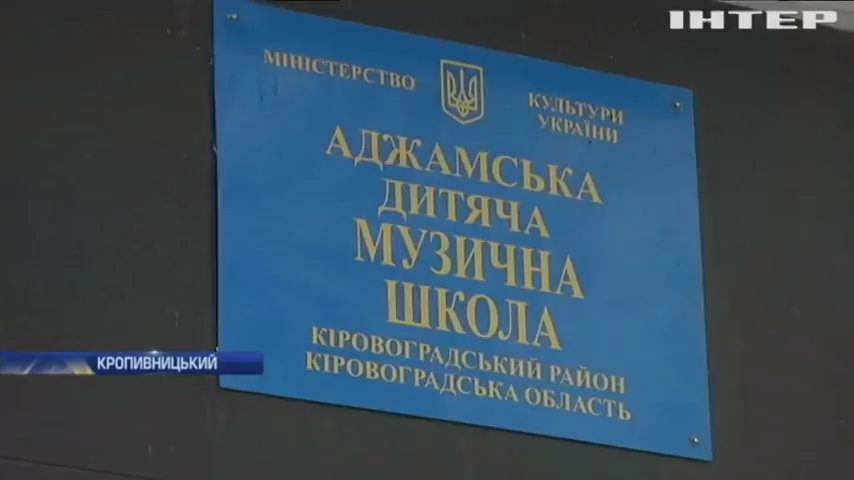 ІНТЕР
МІНІСТЕРСТВО
КУЛЬТУРИ
УКРАЇНИ
АДЖАМСЬКА
ДИТЯЧА
МУЗИЧНА
ШКОЛА
КІРОВОГРАДСЬКИЙ РАЙОН
КІРОВОГРАДСЬКА ОБЛАСТЬ
КРОПИВНИЦЬКИЙ